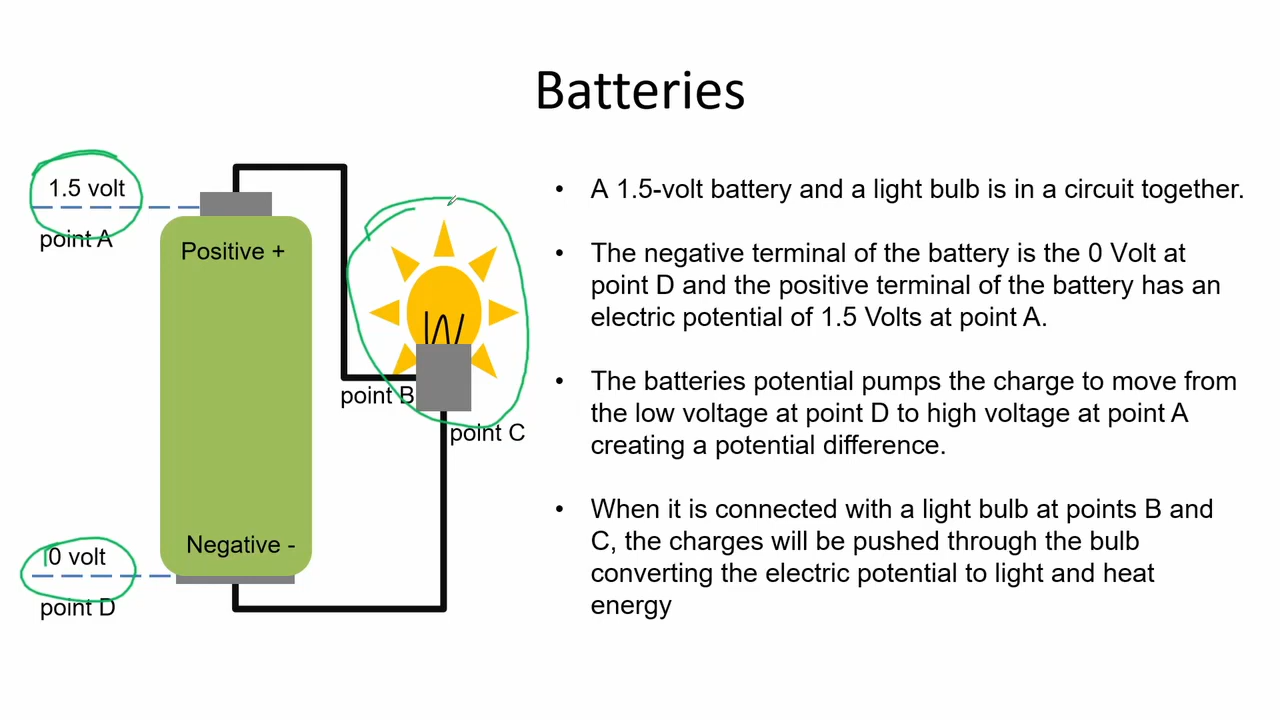 Batteries
1.5 volt
point A
Positive +
point B
point C
Negative -
0 volt
point D
• A 1.5-volt battery and a light bulb is in a circuit together.
• The negative terminal of the battery is the 0 Volt at
point D and the positive terminal of the battery has an
electric potential of 1.5 Volts at point A.
• The batteries potential pumps the charge to move from
the low voltage at point D to high voltage at point A
creating a potential difference.
• When it is connected with a light bulb at points B and
C, the charges will be pushed through the bulb
converting the electric potential to light and heat
energy